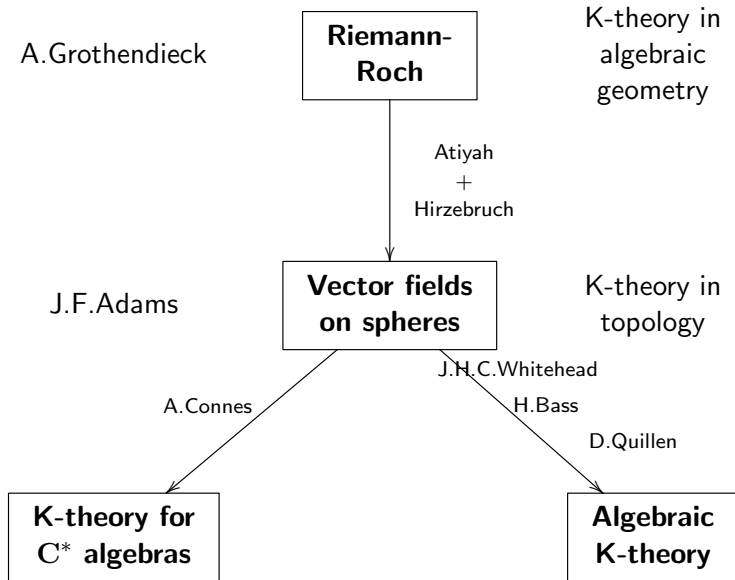 A.Grothendieck
Riemann-
Roch
K-theory in
algebraic
geometry
Atiyah
+
Hirzebruch
J.F.Adams
Vector fields
on spheres
K-theory in
topology
A.Connes
J.H.C.Whitehead
H.Bass
D.Quillen
K-theory for
C* algebras
Algebraic
K-theory